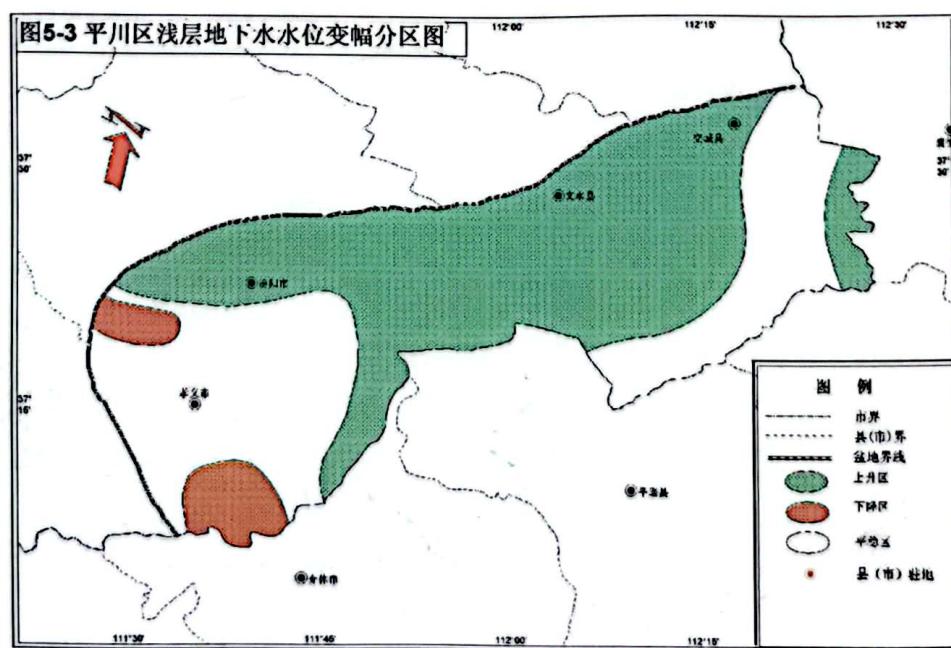 图5-3 平川区浅层地下水水位变幅分区图
112°00'
112°15'
112°30'
37°
30'
37°
30'
交城县
文水县
汾阳市
孝义市
37°
15'
平遥县
介休市
图 例
市界
县(市)界
盆地界线
上升区
下降区
平稳区
县(市)驻地
111°30'
111°45'
112°00'
112°15'